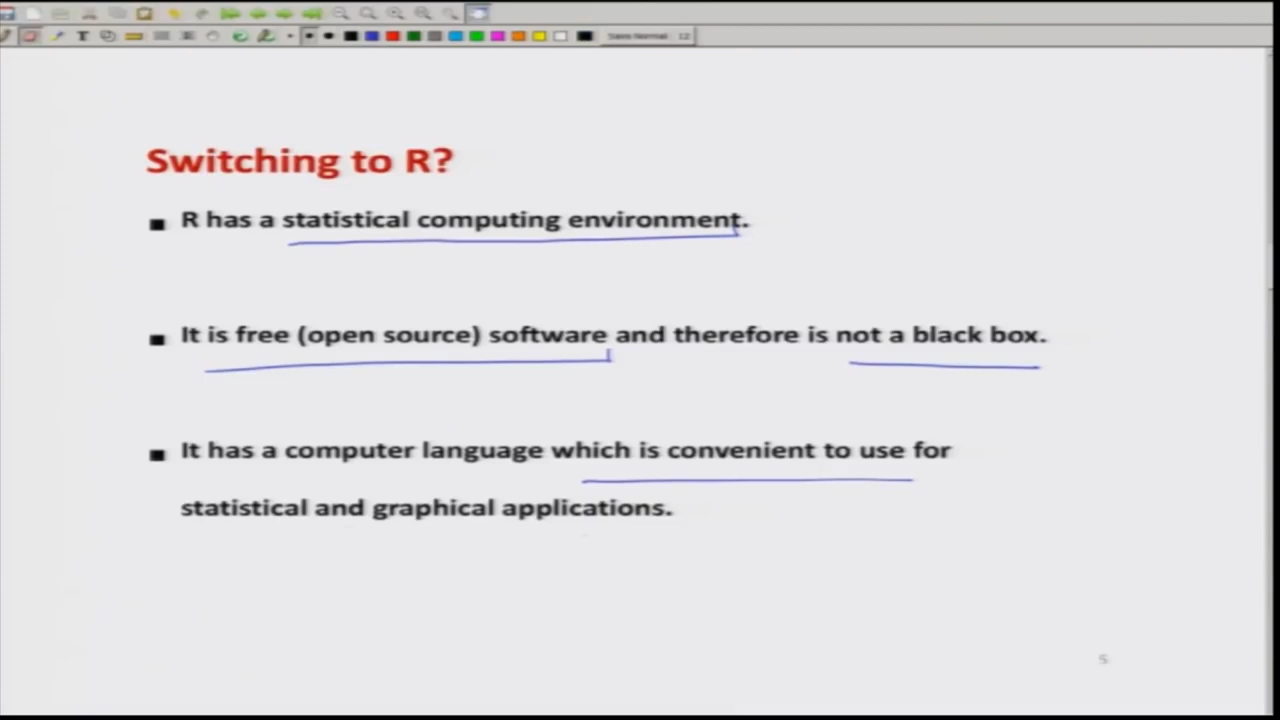 Switching to R?
R has a statistical computing environment.
It is free (open source) software and therefore is not a black box.
It has a computer language which is convenient to use for
statistical and graphical applications.
5